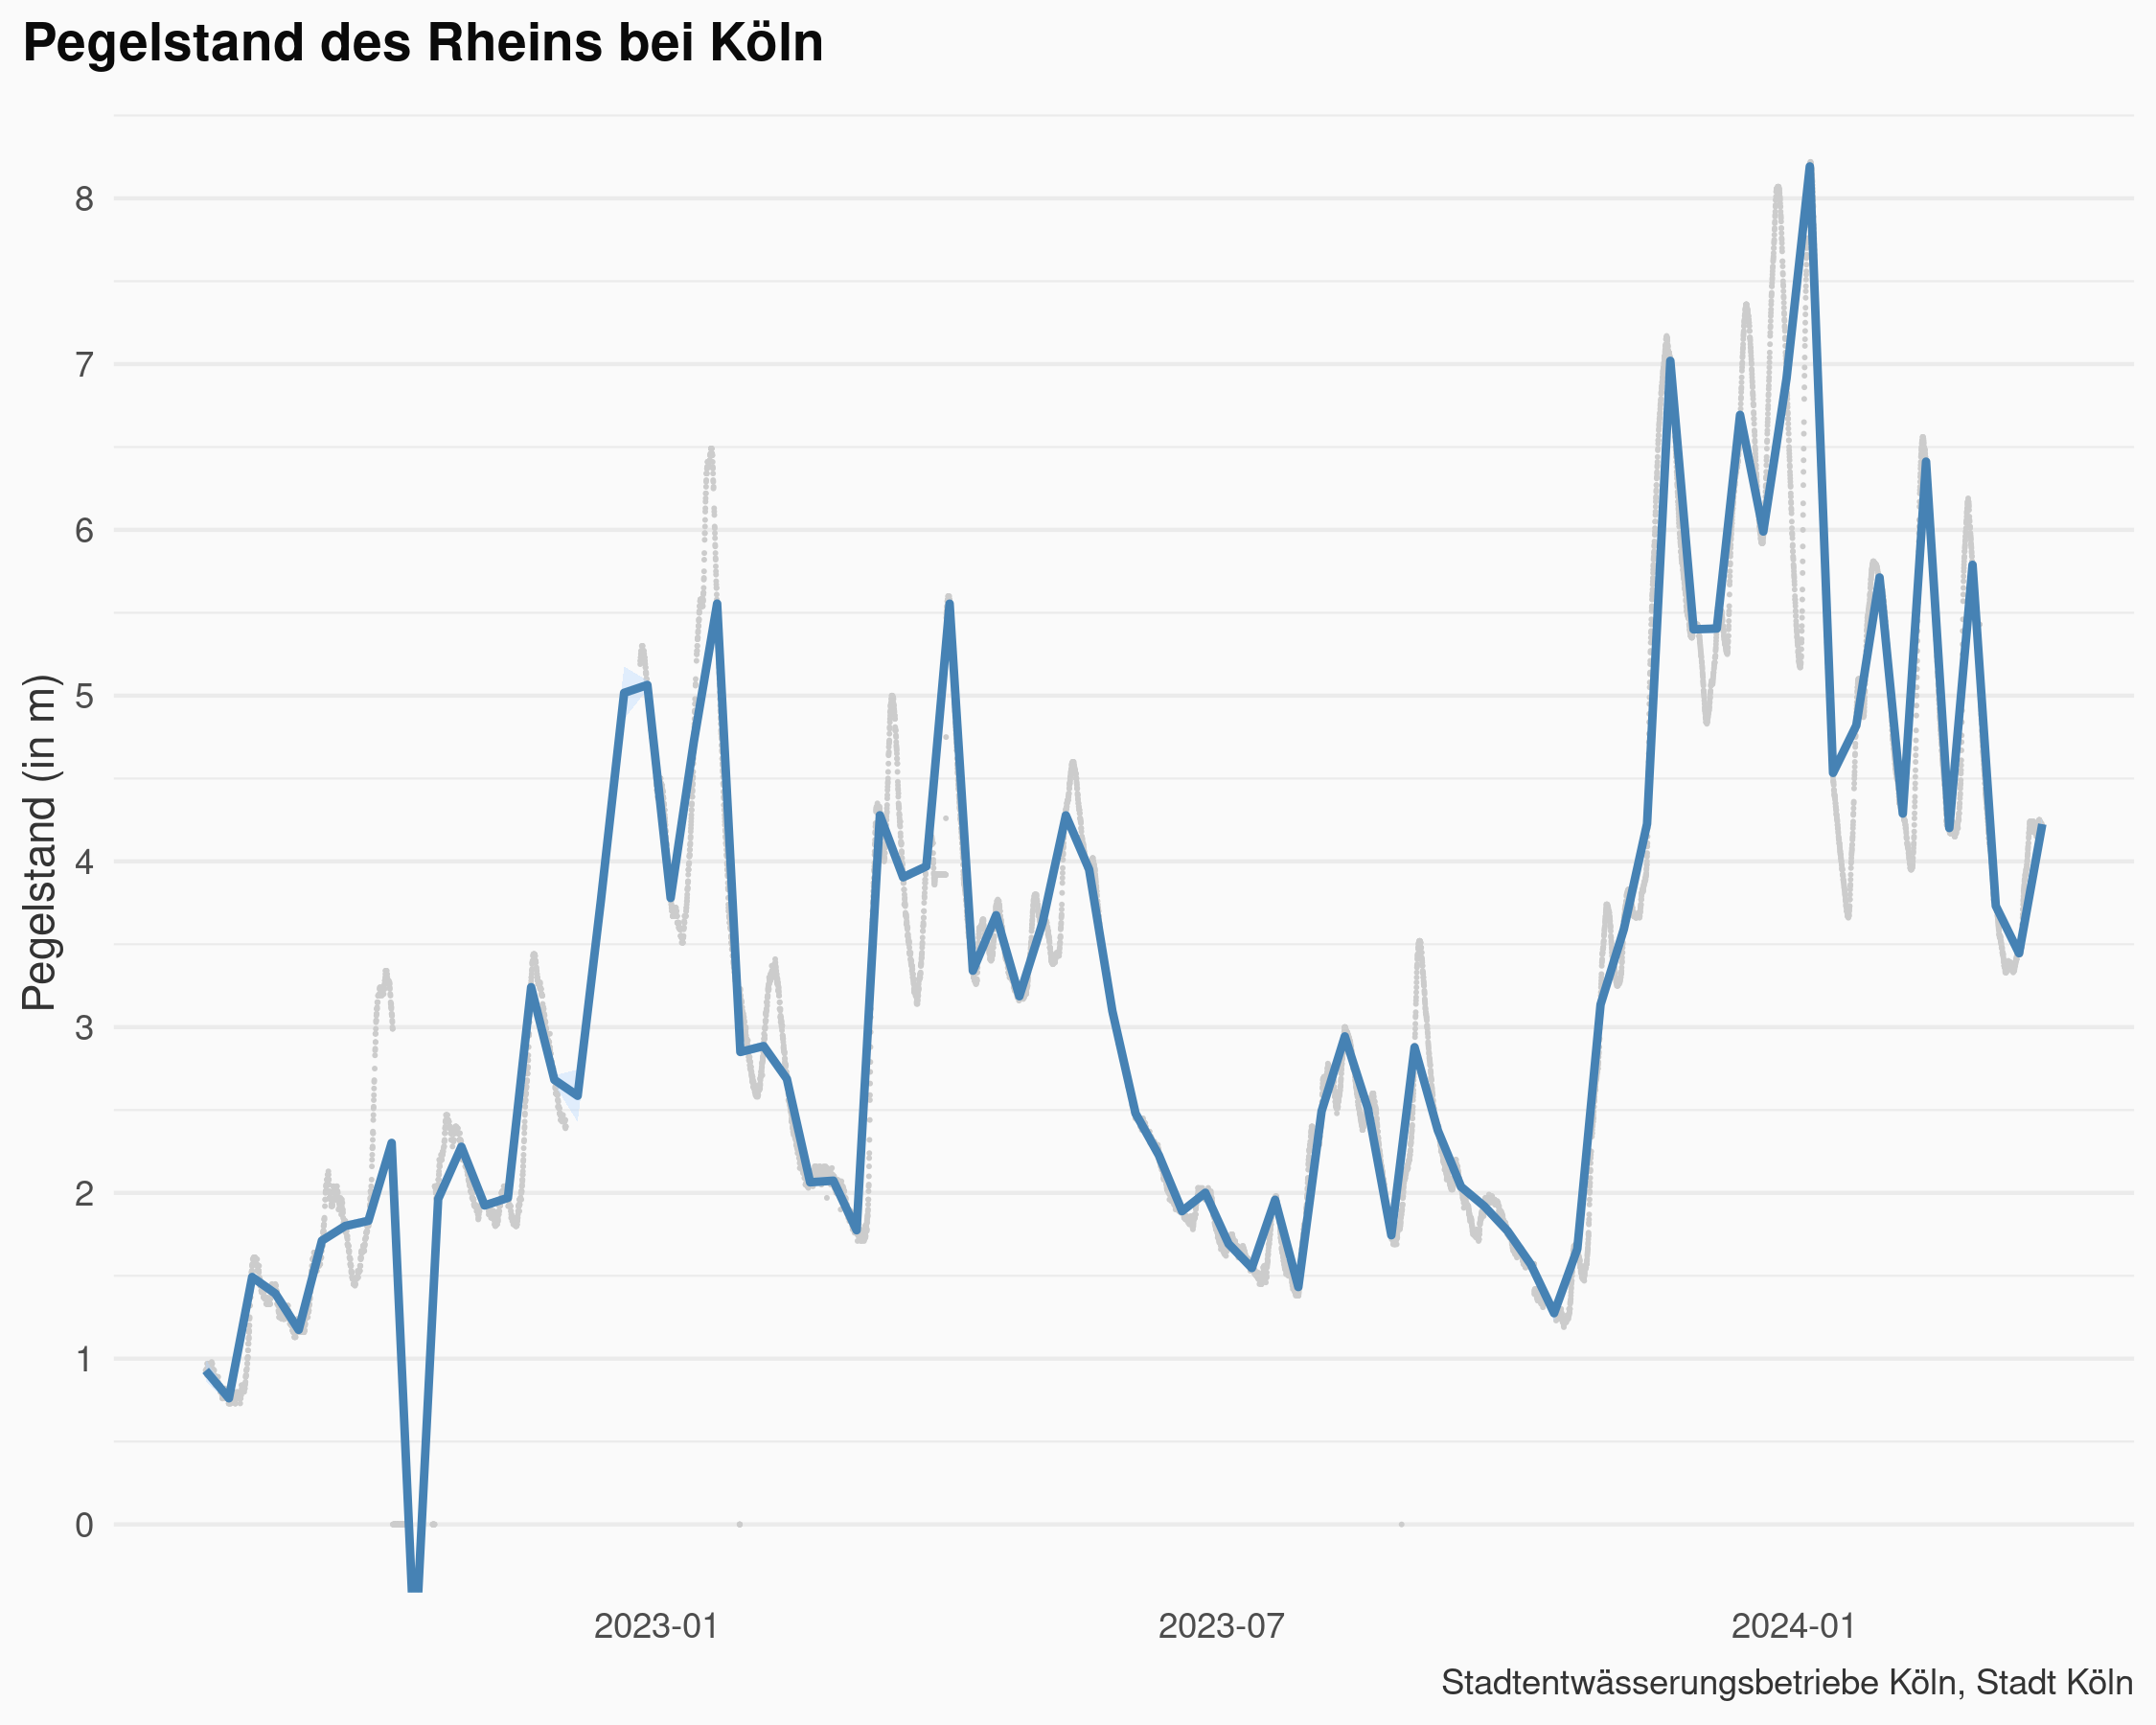 Pegelstand des Rheins bei Köln
Pegelstand (in m)
8
7
6
5
4
3
2
1
0
2023-01 2023-07 2024-01
Stadtentwässerungsbetriebe Köln, Stadt Köln